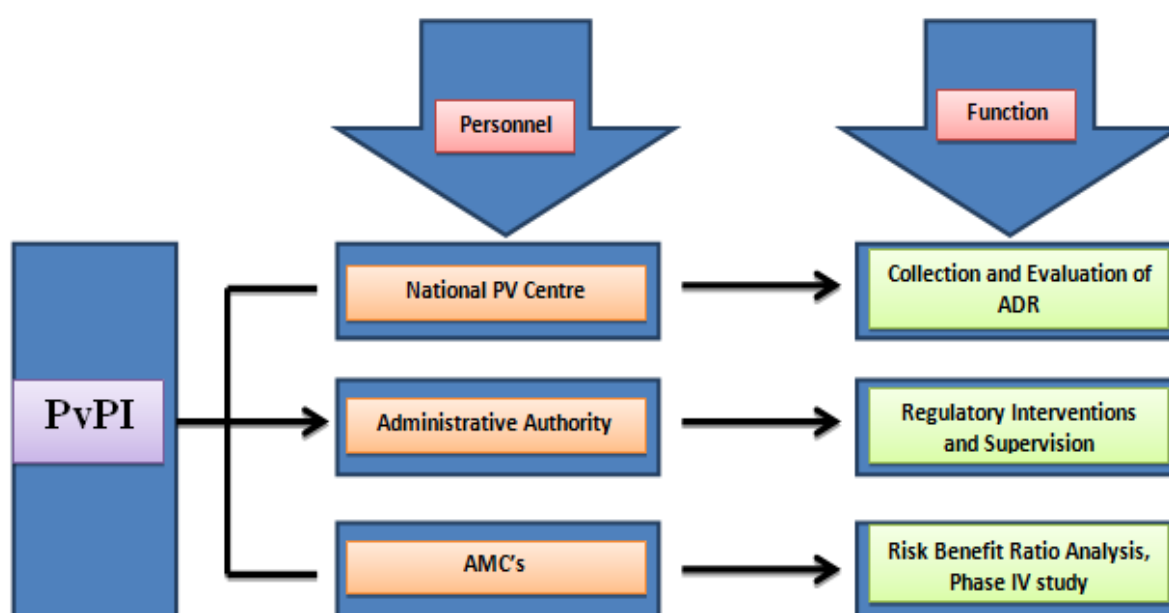 Personnel
Function
National PV Centre
Collection and Evaluation of
ADR
PvPI
Administrative Authority
Regulatory Interventions
and Supervision
AMC's
Risk Benefit Ratio Analysis,
Phase IV study